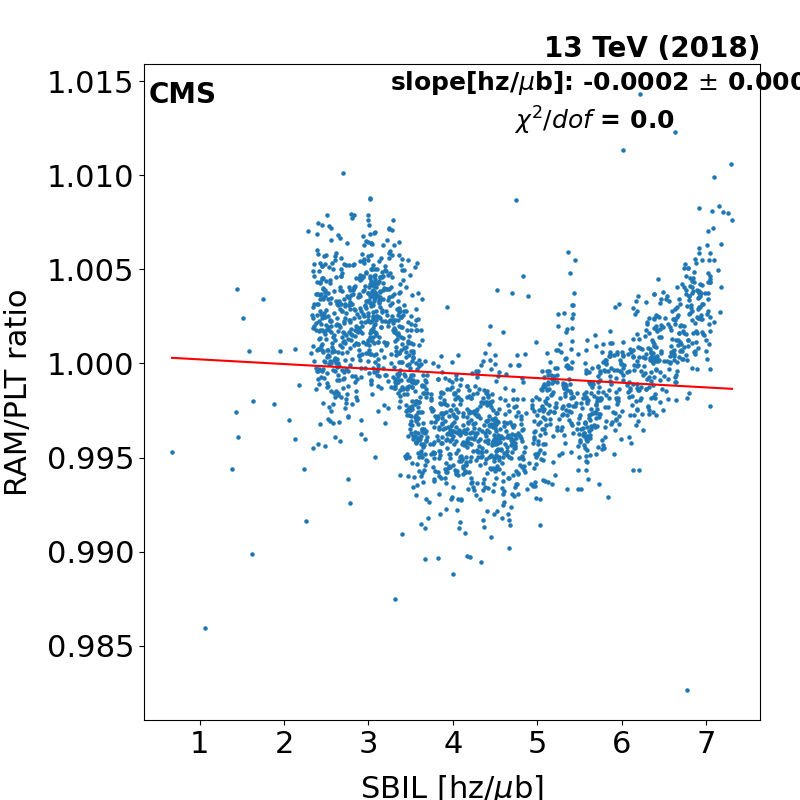 13 TeV (2018)
CMS
slope[hz/μb]: -0.0002 ± 0.000
χ²/dof = 0.0
RAM/PLT ratio
1.015
1.010
1.005
1.000
0.995
0.990
0.985
1 2 3 4 5 6 7
SBIL [hz/μb]